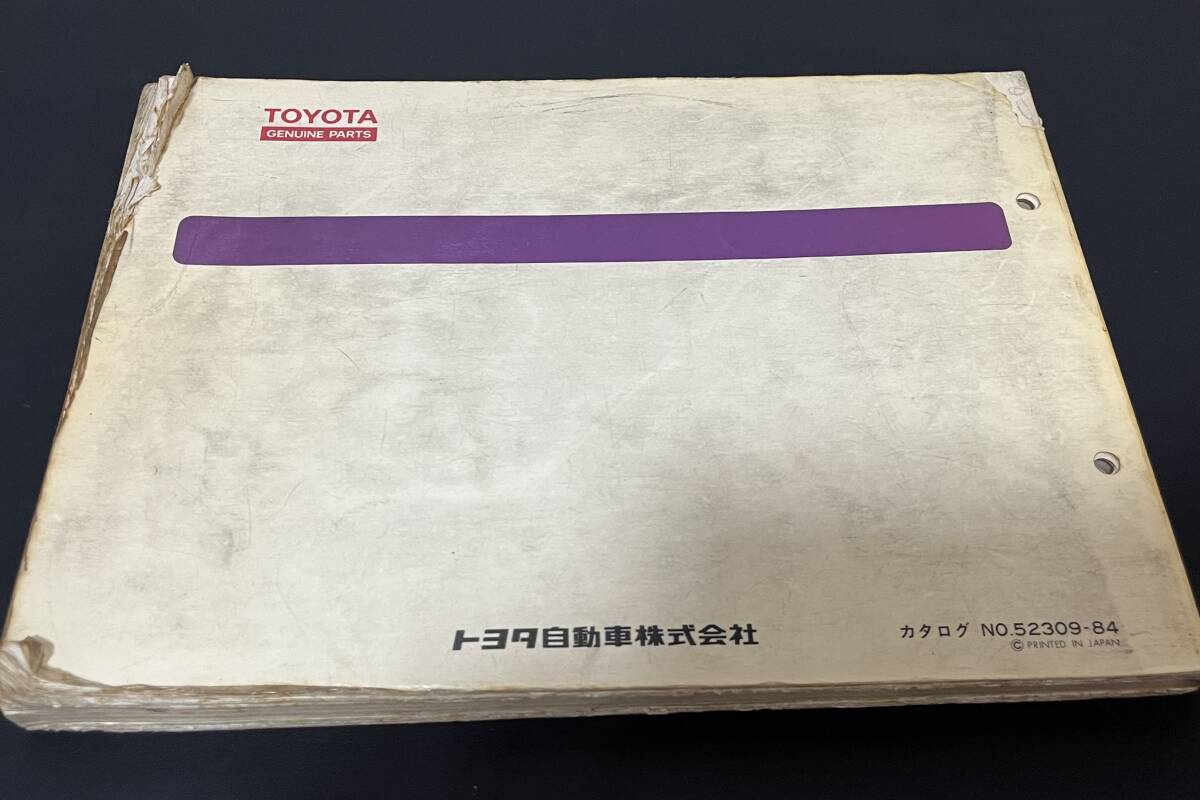 TOYOTA
GENUINE PARTS
トヨタ自動車株式会社
カタログ NO.52309-84
© PRINTED IN JAPAN